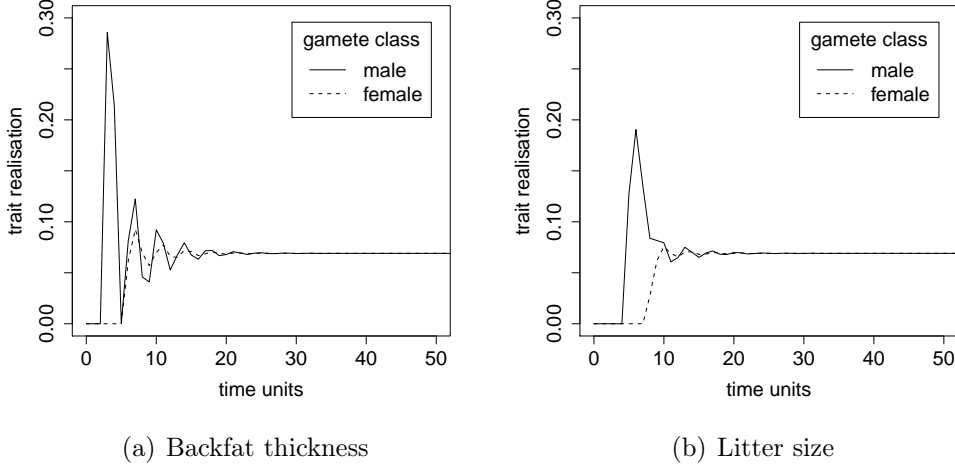 0.30
0.20
0.10
0.00
trait realisation
gamete class
male
female
0 10 20 30 40 50
time units
(a) Backfat thickness
0.30
0.20
0.10
0.00
trait realisation
gamete class
male
female
0 10 20 30 40 50
time units
(b) Litter size